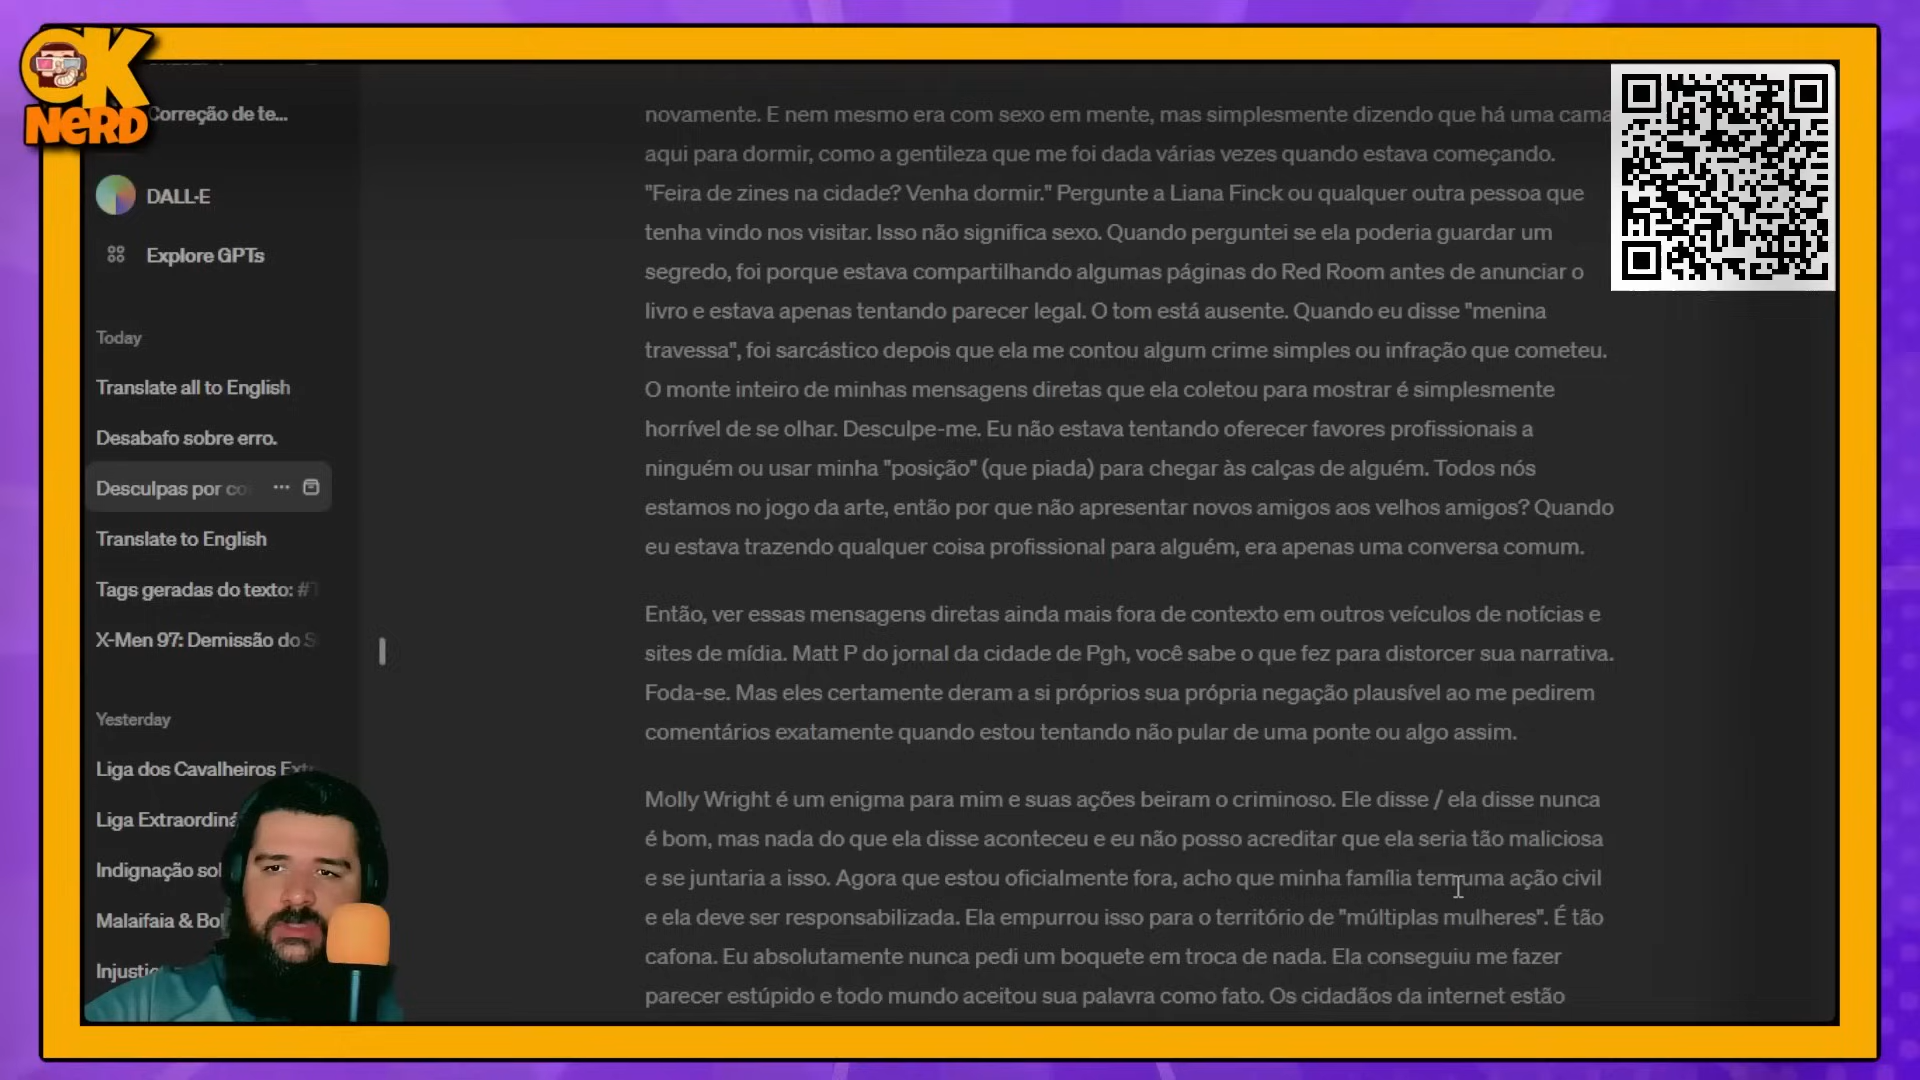 OK
NERD
Correção de te...
DALL·E
Explore GPTs
Today
Translate all to English
Desabafo sobre erro.
Desculpas por co
Translate to English
Tags geradas do texto: #
X-Men 97: Demissão do S
Yesterday
Liga dos Cavalheiros Ext
Liga Extraordiná
Indignação so
Malaifaia & Bo
Injusti
novamente. E nem mesmo era com sexo em mente, mas simplesmente dizendo que há uma cama
aqui para dormir, como a gentileza que me foi dada várias vezes quando estava começando.
"Feira de zines na cidade? Venha dormir." Pergunte a Liana Finck ou qualquer outra pessoa que
tenha vindo nos visitar. Isso não significa sexo. Quando perguntei se ela poderia guardar um
segredo, foi porque estava compartilhando algumas páginas do Red Room antes de anunciar o
livro e estava apenas tentando parecer legal. O tom está ausente. Quando eu disse "menina
travessa", foi sarcástico depois que ela me contou algum crime simples ou infração que cometeu.
O monte inteiro de minhas mensagens diretas que ela coletou para mostrar é simplesmente
horrível de se olhar. Desculpe-me. Eu não estava tentando oferecer favores profissionais a
ninguém ou usar minha "posição" (que piada) para chegar às calças de alguém. Todos nós
estamos no jogo da arte, então por que não apresentar novos amigos aos velhos amigos? Quando
eu estava trazendo qualquer coisa profissional para alguém, era apenas uma conversa comum.
Então, ver essas mensagens diretas ainda mais fora de contexto em outros veículos de notícias e
sites de mídia. Matt P do jornal da cidade de Pgh, você sabe o que fez para distorcer sua narrativa.
Foda-se. Mas eles certamente deram a si próprios sua própria negação plausível ao me pedirem
comentários exatamente quando estou tentando não pular de uma ponte ou algo assim.
Molly Wright é um enigma para mim e suas ações beiram o criminoso. Ele disse / ela disse nunca
é bom, mas nada do que ela disse aconteceu e eu não posso acreditar que ela seria tão maliciosa
e se juntaria a isso. Agora que estou oficialmente fora, acho que minha família tem uma ação civil
e ela deve ser responsabilizada. Ela empurrou isso para o território de "múltiplas mulheres". É tão
cafona. Eu absolutamente nunca pedi um boquete em troca de nada. Ela conseguiu me fazer
parecer estúpido e todo mundo aceitou sua palavra como fato. Os cidadãos da internet estão